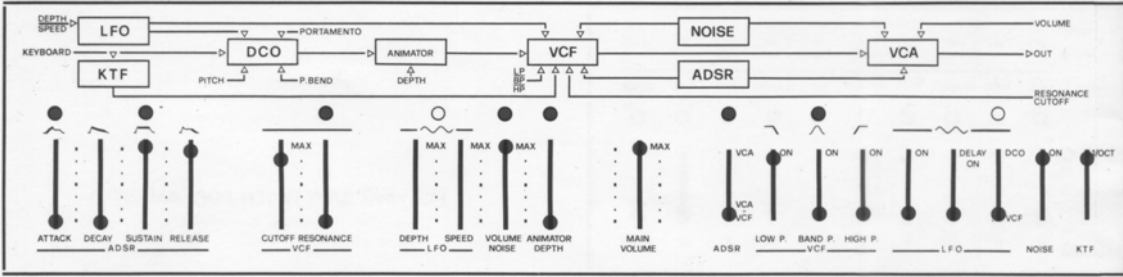 DEPTH
SPEED
LFO
PORTAMENTO
NOISE
VOLUME
KEYBOARD
DCO
ANIMATOR
VCF
VCA
OUT
KTF
PITCH
P.BEND
DEPTH
LP
BP
HP
ADSR
RESONANCE
CUTOFF
MAX MAX MAX MAX MAX VCA ON ON ON ON DELAY DCO ON 1/OCT
ON
VCA
VCF VCF
ATTACK DECAY SUSTAIN RELEASE CUTOFF RESONANCE DEPTH SPEED VOLUME ANIMATOR MAIN LOW P. BAND P. HIGH P.
ADSR VCF LFO NOISE DEPTH VOLUME ADSR VCF LFO NOISE KTF